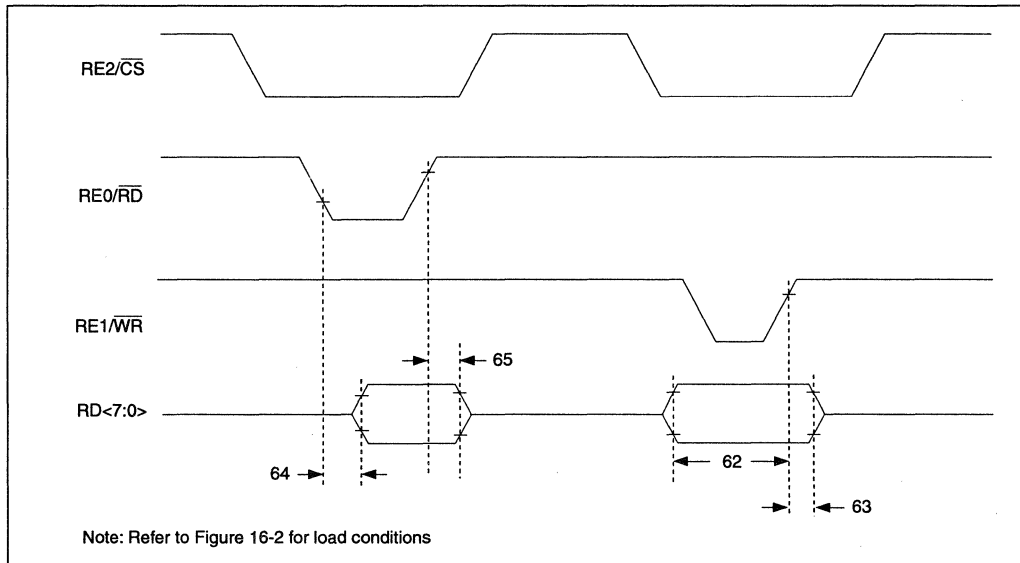 RE2/CS
RE0/RD
RE1/WR
65
RD<7:0>
64
62
63
Note: Refer to Figure 16-2 for load conditions